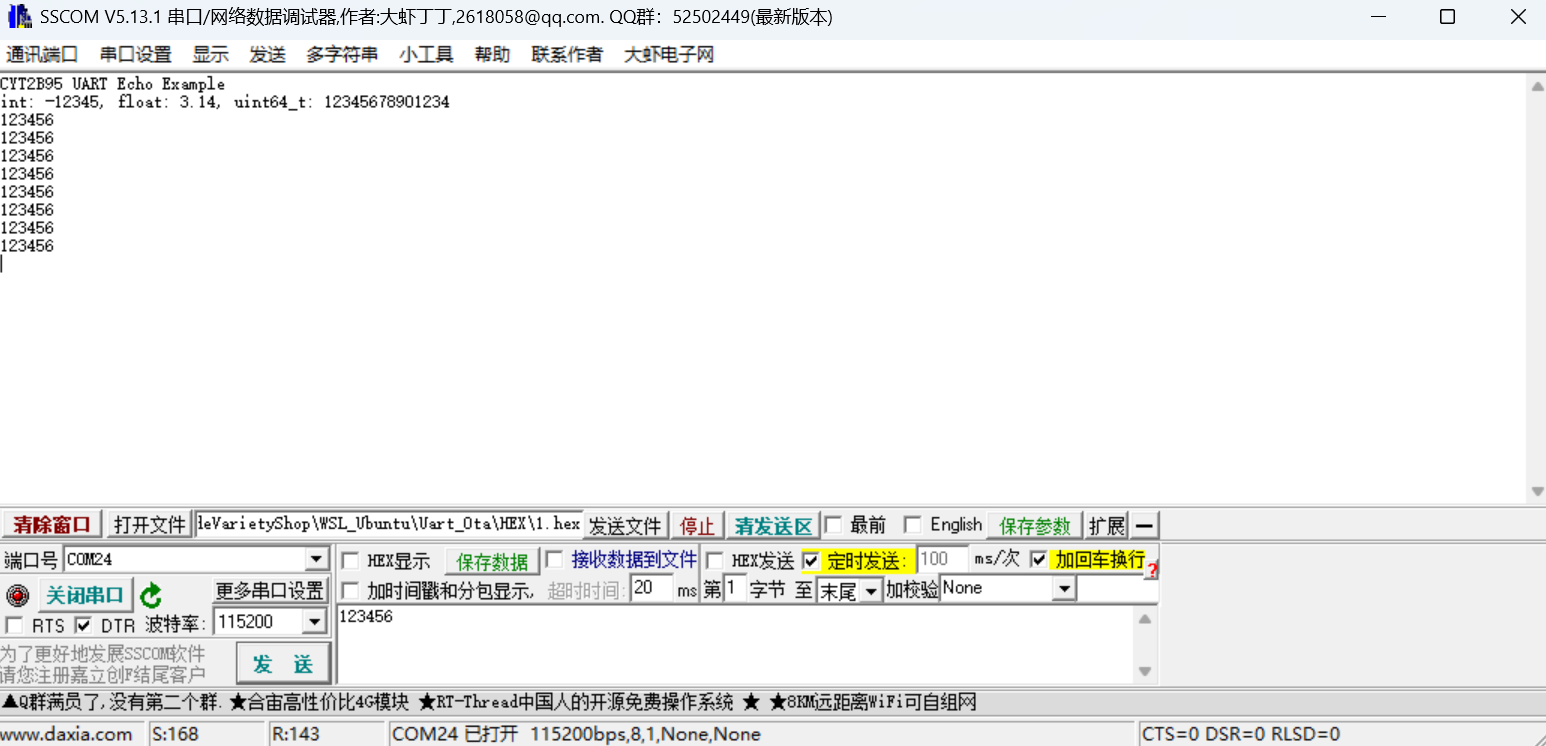 SSCOM V5.13.1 串口/网络数据调试器,作者:大虾丁丁,2618058@qq.com. QQ群：52502449(最新版本)
通讯端口 串口设置 显示 发送 多字符串 小工具 帮助 联系作者 大虾电子网
CYT2B95 UART Echo Example
int: -12345, float: 3.14, uint64_t: 12345678901234
123456
123456
123456
123456
123456
123456
123456
123456
清除窗口 打开文件 leVarietyShop\WSL_Ubuntu\Uart_Ota\HEX\1.hex 发送文件 停止 清发送区 最前 English 保存参数 扩展 —
端口号 COM24 HEX显示 保存数据 接收数据到文件 HEX发送 定时发送: 100 ms/次 加回车换行 ?
关闭串口 更多串口设置 加时间戳和分包显示, 超时时间: 20 ms 第 1 字节 至 末尾 加校验 None
RTS DTR 波特率: 115200 123456
为了更好地发展SSCOM软件
请您注册嘉立创F结尾客户
发 送
▲Q群满员了,没有第二个群. ★合宙高性价比4G模块 ★RT-Thread中国人的开源免费操作系统 ★ ★8KM远距离WiFi可自组网
www.daxia.com S:168 R:143 COM24 已打开 115200bps,8,1,None,None CTS=0 DSR=0 RLSD=0